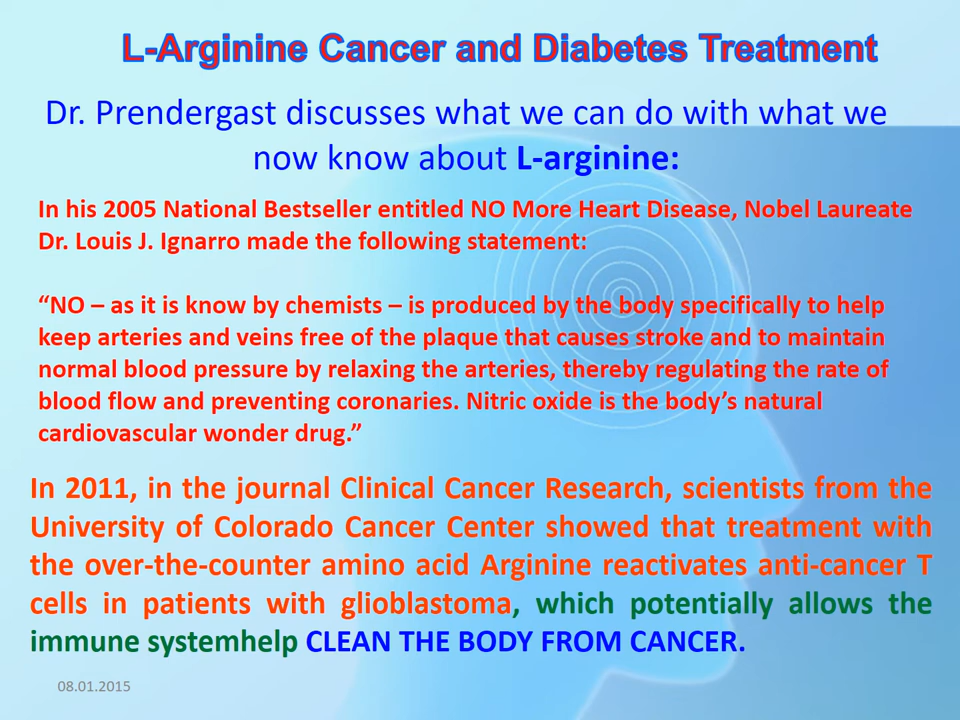 L-Arginine Cancer and Diabetes Treatment
Dr. Prendergast discusses what we can do with what we
now know about L-arginine:
In his 2005 National Bestseller entitled NO More Heart Disease, Nobel Laureate
Dr. Louis J. Ignarro made the following statement:
“NO – as it is know by chemists – is produced by the body specifically to help
keep arteries and veins free of the plaque that causes stroke and to maintain
normal blood pressure by relaxing the arteries, thereby regulating the rate of
blood flow and preventing coronaries. Nitric oxide is the body’s natural
cardiovascular wonder drug.”
In 2011, in the journal Clinical Cancer Research, scientists from the
University of Colorado Cancer Center showed that treatment with
the over-the-counter amino acid Arginine reactivates anti-cancer T
cells in patients with glioblastoma, which potentially allows the
immune systemhelp CLEAN THE BODY FROM CANCER.
08.01.2015